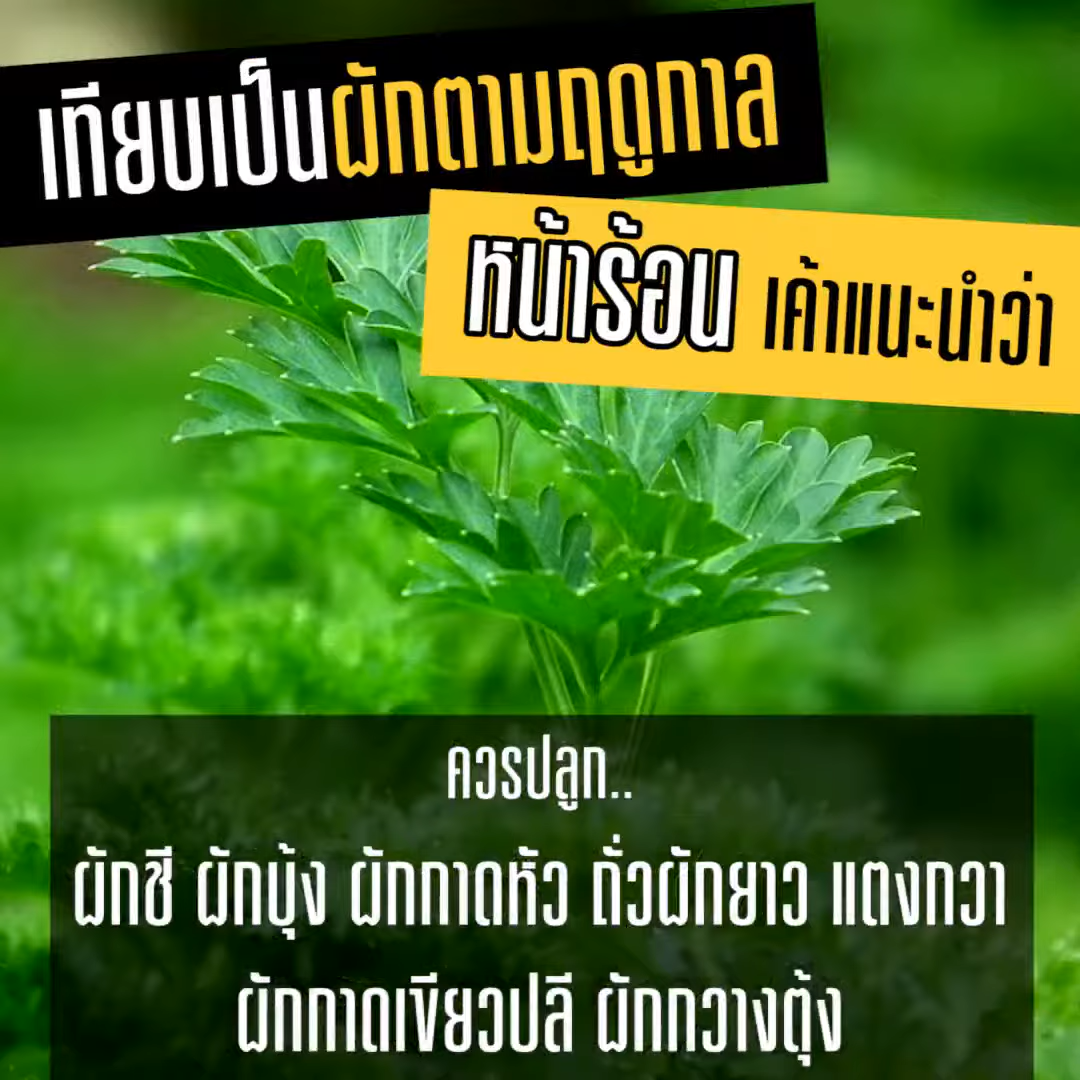 เทียบเป็นผักตามฤดูกาล
หน้าร้อน เค้าแนะนำว่า
ควรปลูก..
ผักชี ผักบุ้ง ผักกาดหัว ถั่วฝักยาว แตงกวา
ผักกาดเขียวปลี ผักกวางตุ้ง